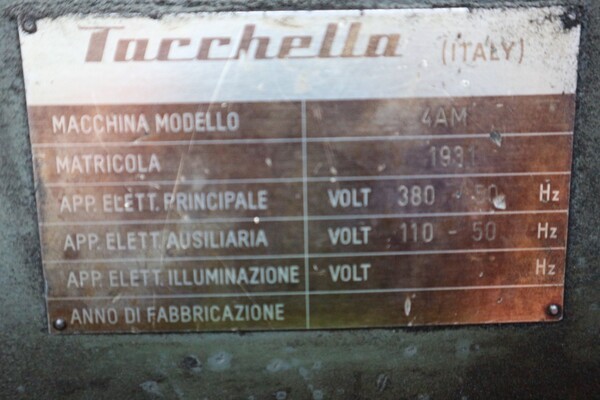 Tacchella (ITALY)
MACCHINA MODELLO 4AM
MATRICOLA 1931
APP. ELETT. PRINCIPALE VOLT 380 - 50 Hz
APP. ELETT. AUSILIARIA VOLT 110 - 50 Hz
APP. ELETT. ILLUMINAZIONE VOLT Hz
ANNO DI FABBRICAZIONE